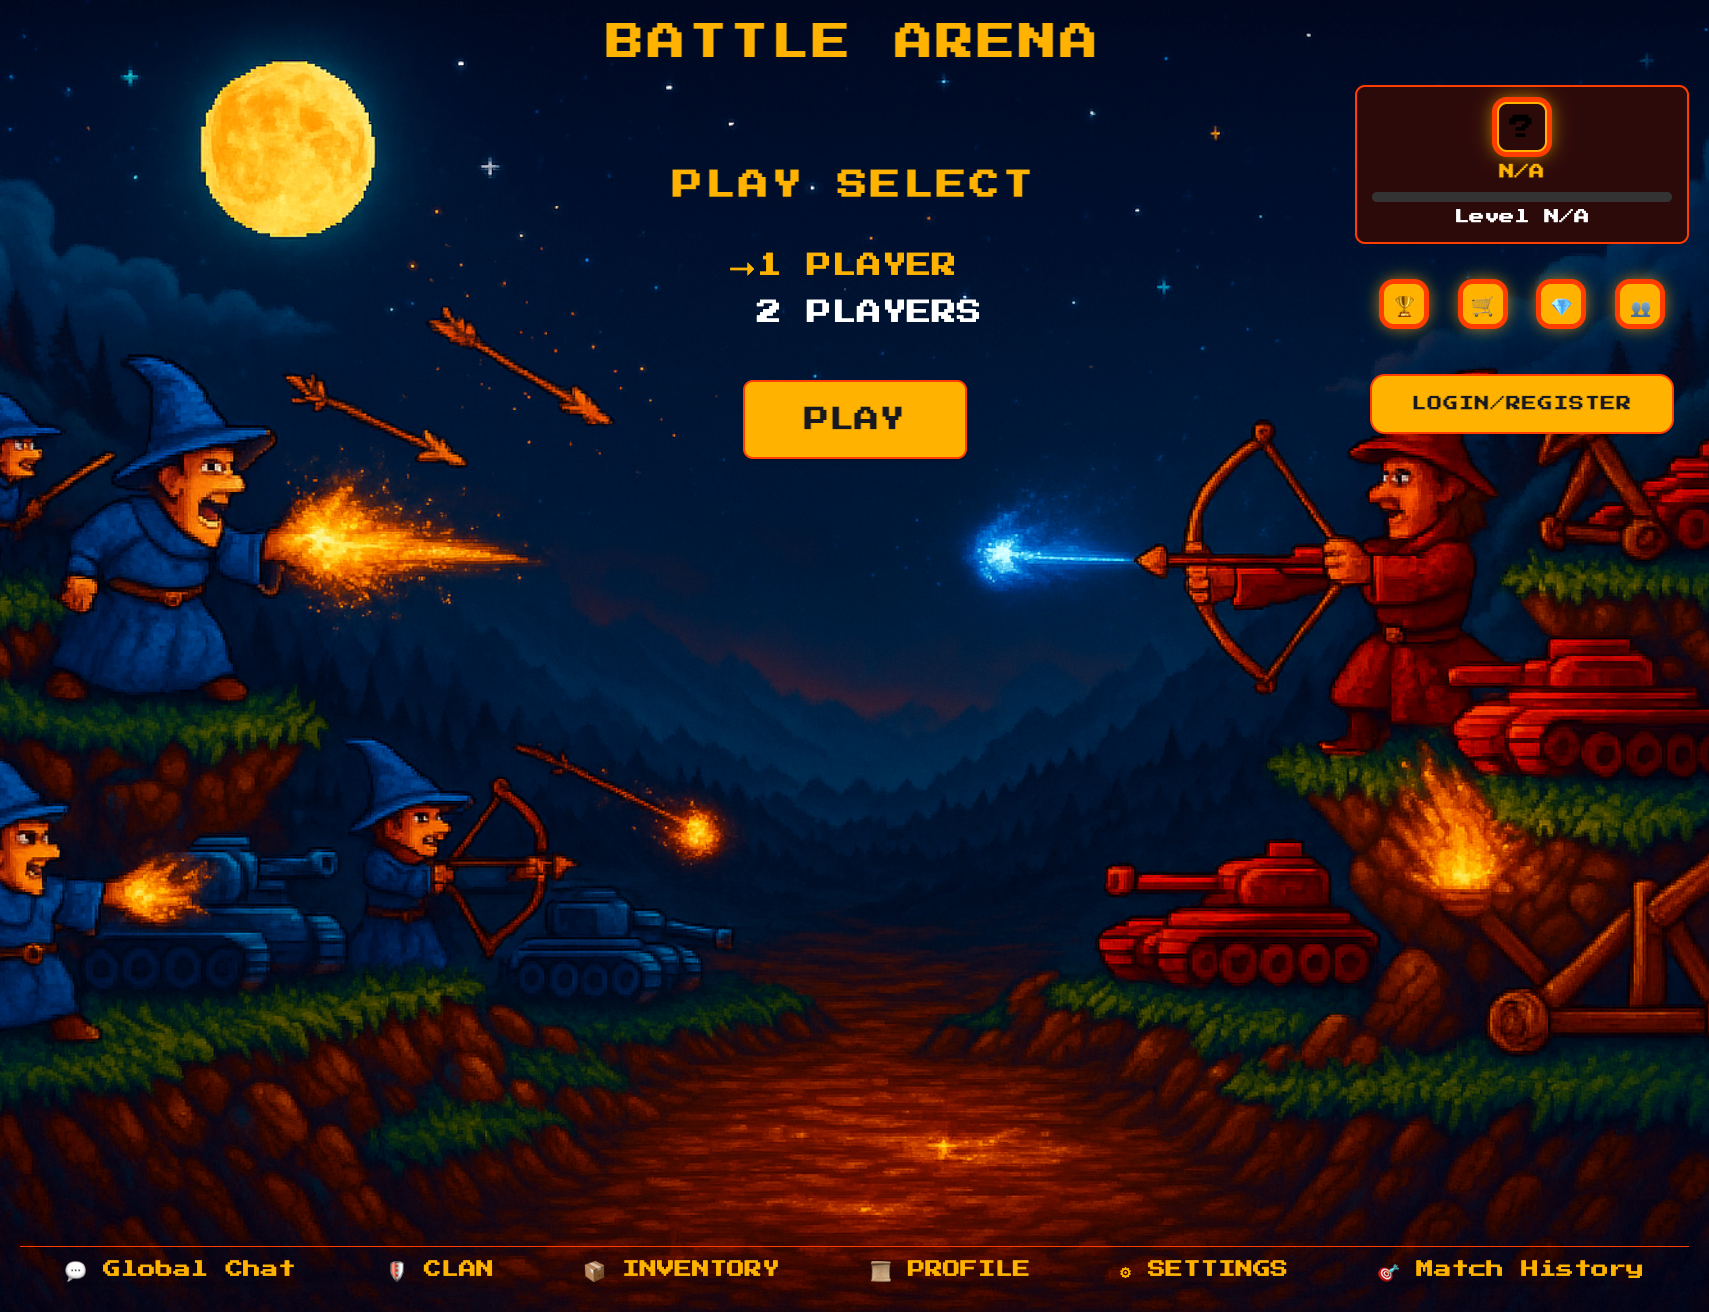 BATTLE ARENA
PLAY SELECT
→1 PLAYER
2 PLAYERS
PLAY
?
N/A
Level N/A
LOGIN/REGISTER
Global Chat CLAN INVENTORY PROFILE SETTINGS Match History